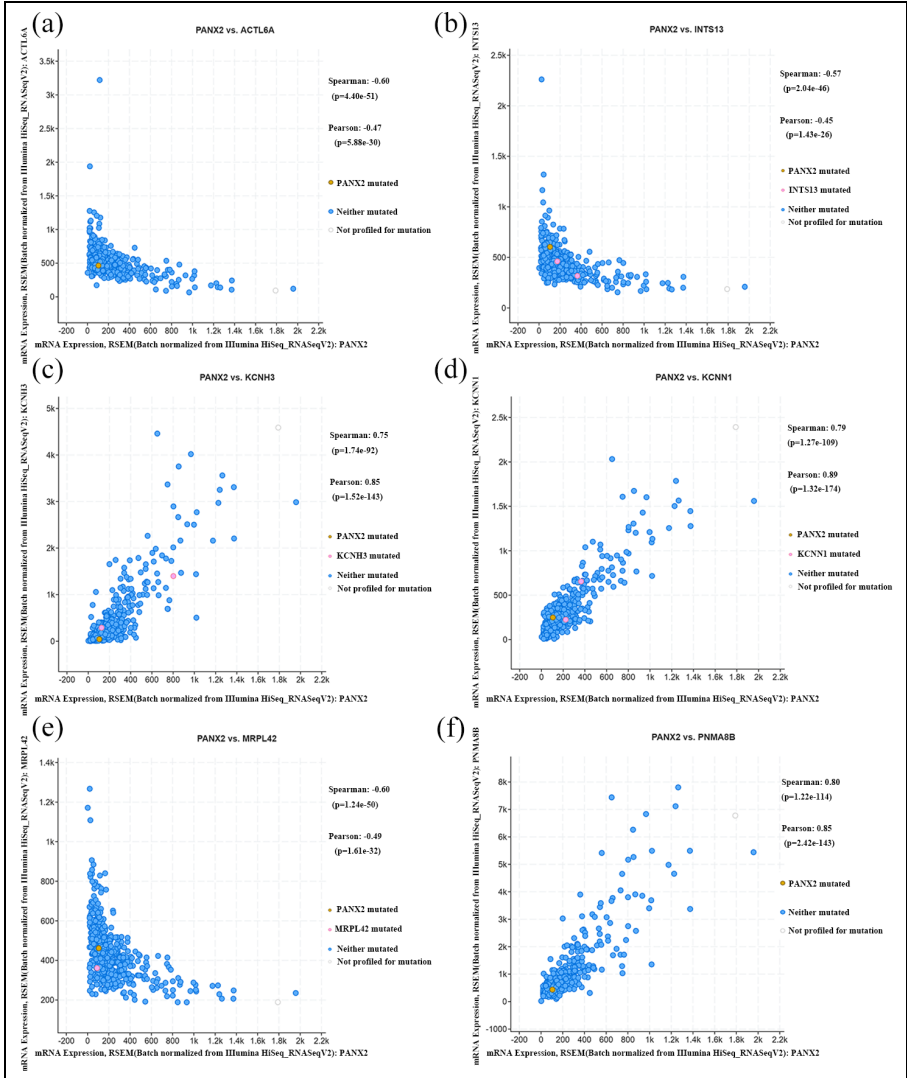 (a)
PANX2 vs. ACTL6A
mRNA Expression, RSEM(Batch normalized from IIIumina HiSeq_RNASeqV2): ACTL6A
3.5k
3k
2.5k
2k
1.5k
1k
500
0
-200 0 200 400 600 800 1k 1.2k 1.4k 1.6k 1.8k 2k 2.2k
mRNA Expression, RSEM(Batch normalized from IIIumina HiSeq_RNASeqV2): PANX2
Spearman: -0.60
(p=4.40e-51)
Pearson: -0.47
(p=5.88e-30)
PANX2 mutated
Neither mutated
Not profiled for mutation
(b)
PANX2 vs. INTS13
mRNA Expression, RSEM(Batch normalized from IIIumina HiSeq_RNASeqV2): INTS13
2.5k
2k
1.5k
1k
500
0
-200 0 200 400 600 800 1k 1.2k 1.4k 1.6k 1.8k 2k 2.2k
mRNA Expression, RSEM(Batch normalized from IIIumina HiSeq_RNASeqV2): PANX2
Spearman: -0.57
(p=2.04e-46)
Pearson: -0.45
(p=1.43e-26)
PANX2 mutated
INTS13 mutated
Neither mutated
Not profiled for mutation
(c)
PANX2 vs. KCNH3
mRNA Expression, RSEM(Batch normalized from IIIumina HiSeq_RNASeqV2): KCNH3
5k
4k
3k
2k
1k
0
-200 0 200 400 600 800 1k 1.2k 1.4k 1.6k 1.8k 2k 2.2k
mRNA Expression, RSEM(Batch normalized from IIIumina HiSeq_RNASeqV2): PANX2
Spearman: 0.75
(p=1.74e-92)
Pearson: 0.85
(p=1.52e-143)
PANX2 mutated
KCNH3 mutated
Neither mutated
Not profiled for mutation
(d)
PANX2 vs. KCNN1
mRNA Expression, RSEM(Batch normalized from IIIumina HiSeq_RNASeqV2): KCNN1
2.5k
2k
1.5k
1k
500
0
-200 0 200 400 600 800 1k 1.2k 1.4k 1.6k 1.8k 2k 2.2k
mRNA Expression, RSEM(Batch normalized from IIIumina HiSeq_RNASeqV2): PANX2
Spearman: 0.79
(p=1.27e-109)
Pearson: 0.89
(p=1.32e-174)
PANX2 mutated
KCNN1 mutated
Neither mutated
Not profiled for mutation
(e)
PANX2 vs. MRPL42
mRNA Expression, RSEM(Batch normalized from IIIumina HiSeq_RNASeqV2): MRPL42
1.4k
1.2k
1k
800
600
400
200
-200 0 200 400 600 800 1k 1.2k 1.4k 1.6k 1.8k 2k 2.2k
mRNA Expression, RSEM(Batch normalized from IIIumina HiSeq_RNASeqV2): PANX2
Spearman: -0.60
(p=1.24e-50)
Pearson: -0.49
(p=1.61e-32)
PANX2 mutated
MRPL42 mutated
Neither mutated
Not profiled for mutation
(f)
PANX2 vs. PNMA8B
mRNA Expression, RSEM(Batch normalized from IIIumina HiSeq_RNASeqV2): PNMA8B
8k
7k
6k
5k
4k
3k
2k
1k
0
-1000
-200 0 200 400 600 800 1k 1.2k 1.4k 1.6k 1.8k 2k 2.2k
mRNA Expression, RSEM(Batch normalized from IIIumina HiSeq_RNASeqV2): PANX2
Spearman: 0.80
(p=1.22e-114)
Pearson: 0.85
(p=2.42e-143)
PANX2 mutated
Neither mutated
Not profiled for mutation